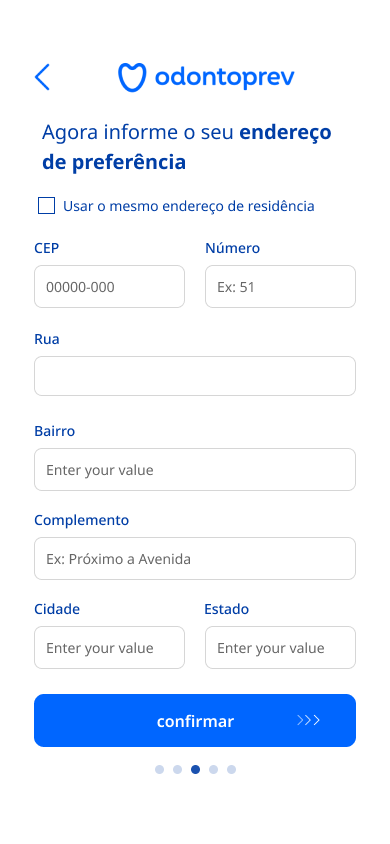 odontoprev
Agora informe o seu endereço
de preferência
Usar o mesmo endereço de residência
CEP
Número
00000-000
Ex: 51
Rua
Bairro
Enter your value
Complemento
Ex: Próximo a Avenida
Cidade
Estado
Enter your value
Enter your value
confirmar